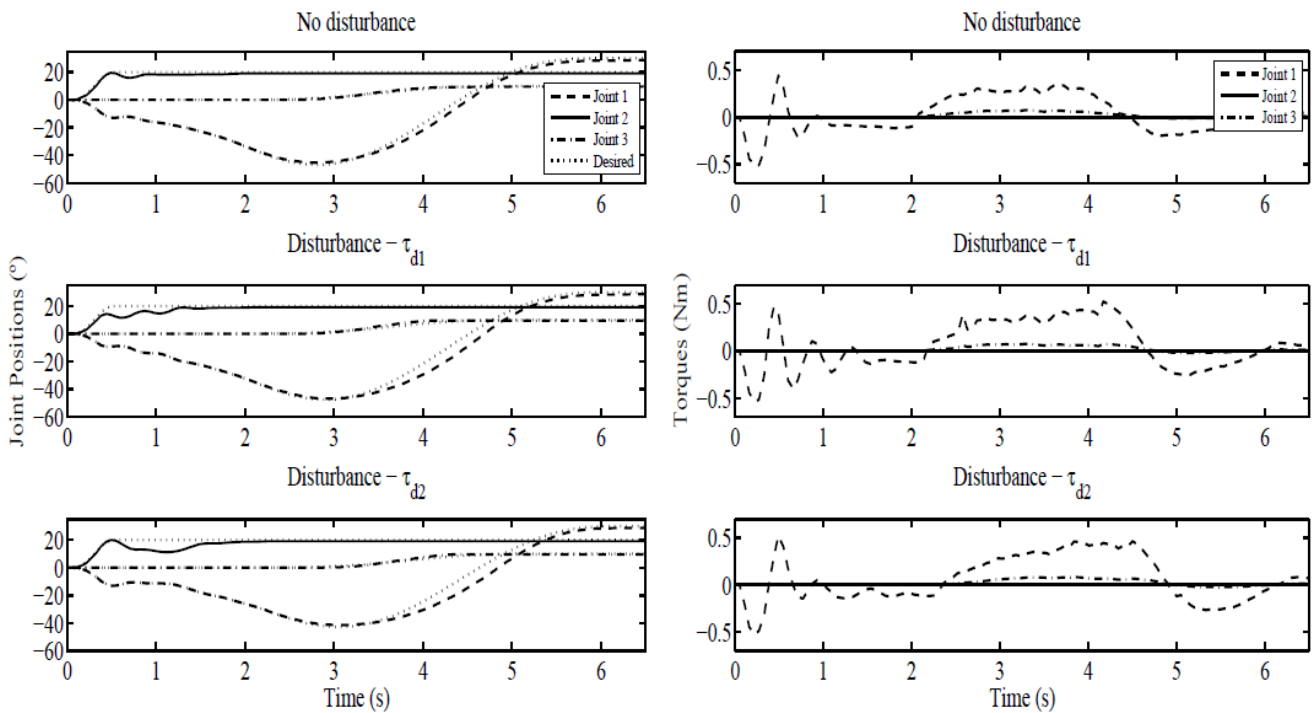 No disturbance
20
0
−20
−40
−60
0 1 2 3 4 5 6
Joint 1
Joint 2
Joint 3
Desired
Disturbance − τd1
20
0
−20
−40
−60
0 1 2 3 4 5 6
Disturbance − τd2
20
0
−20
−40
−60
0 1 2 3 4 5 6
Joint Positions (°)
Time (s)
No disturbance
0.5
0
−0.5
0 1 2 3 4 5 6
Joint 1
Joint 2
Joint 3
0.5
0
−0.5
0 1 2 3 4 5 6
Disturbance − τd1
Disturbance − τd2
0.5
0
−0.5
0 1 2 3 4 5 6
Torques (Nm)
Time (s)